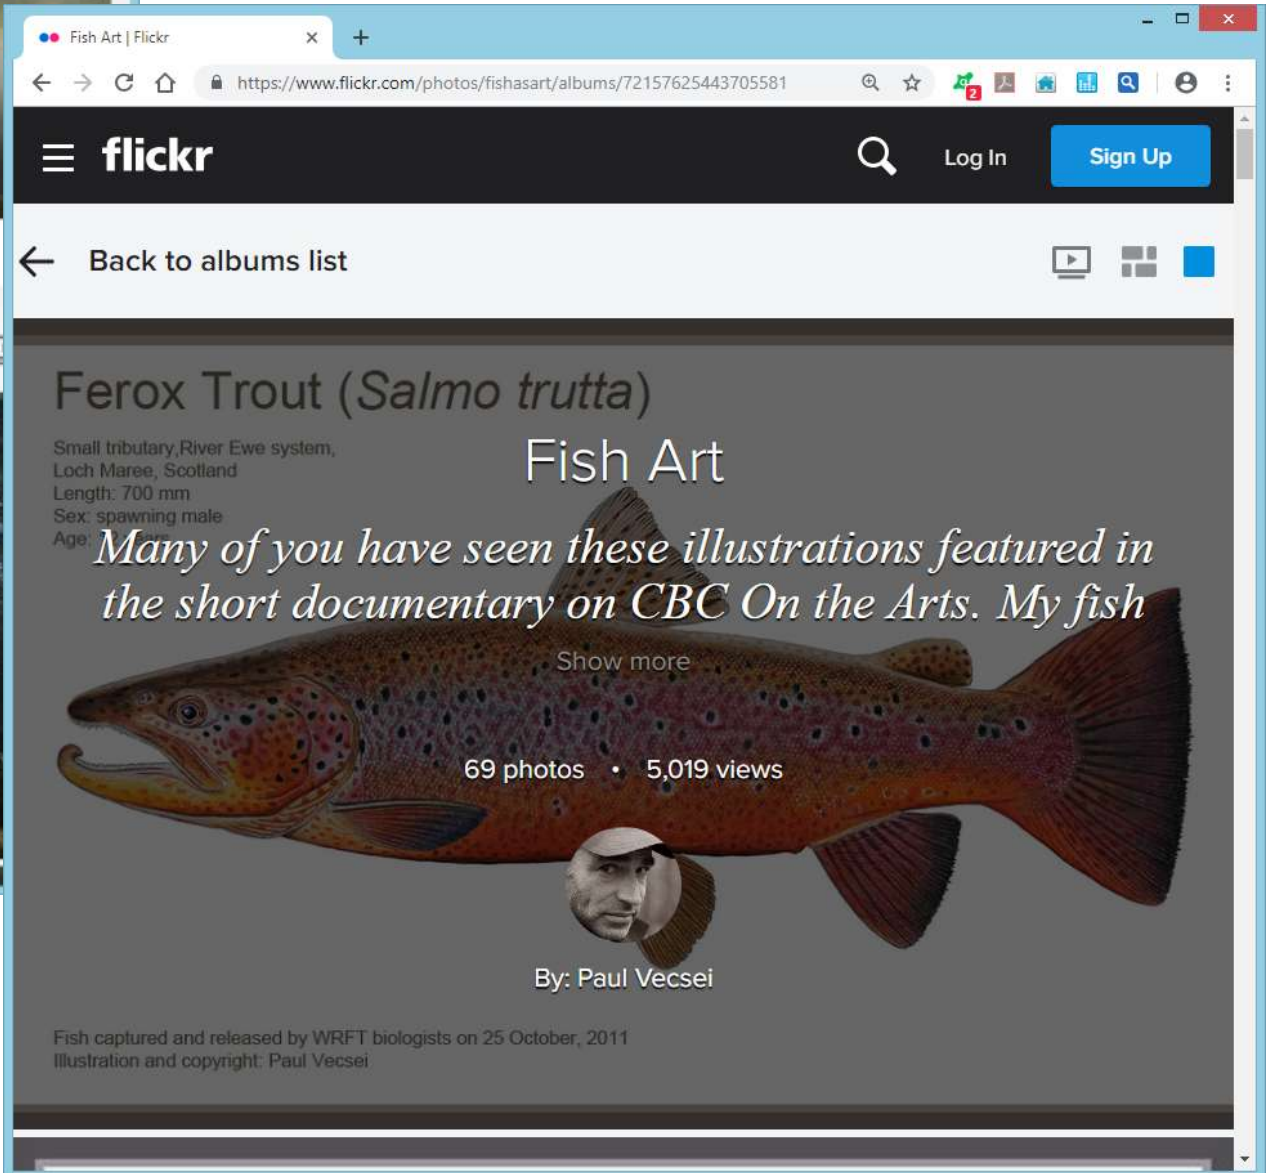 Fish Art | Flickr
https://www.flickr.com/photos/fishasart/albums/72157625443705581
2
flickr
Log In
Sign Up
Back to albums list
Ferox Trout (Salmo trutta)
Small tributary,River Ewe system,
Loch Maree, Scotland
Length: 700 mm
Sex: spawning male
Age:
Fish Art
Many of you have seen these illustrations featured in
the short documentary on CBC On the Arts. My fish
Show more
69 photos • 5,019 views
By: Paul Vecsei
Fish captured and released by WRFT biologists on 25 October, 2011
Illustration and copyright: Paul Vecsei